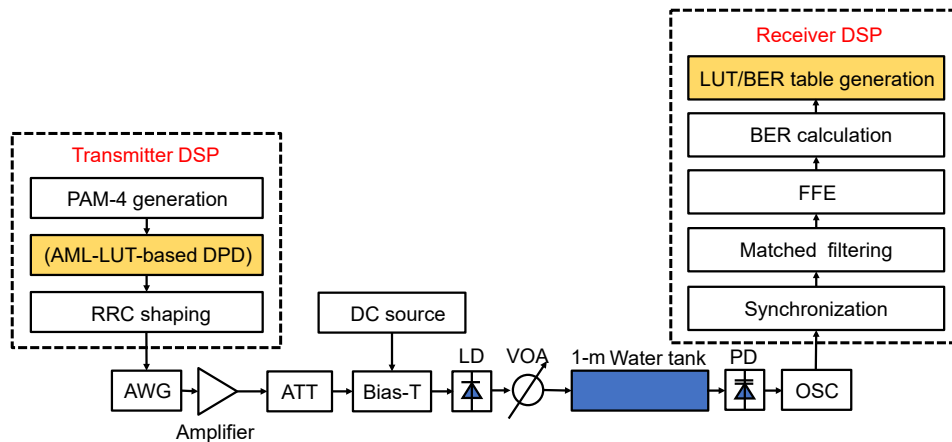 Transmitter DSP
PAM-4 generation
(AML-LUT-based DPD)
RRC shaping
AWG
Amplifier
ATT
DC source
Bias-T
LD
VOA
1-m Water tank
PD
OSC
Receiver DSP
LUT/BER table generation
BER calculation
FFE
Matched filtering
Synchronization